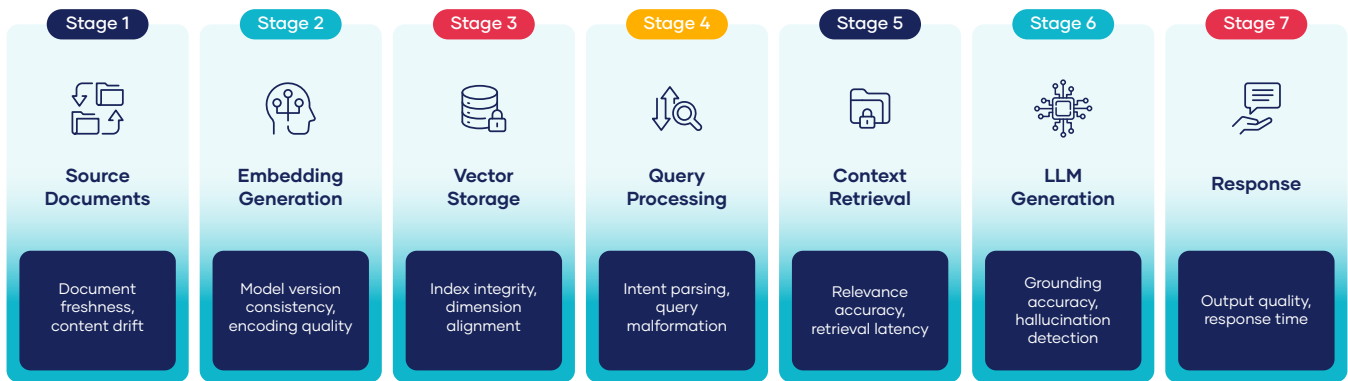 Stage 1
Source
Documents
Document
freshness,
content drift
Stage 2
Embedding
Generation
Model version
consistency,
encoding quality
Stage 3
Vector
Storage
Index integrity,
dimension
alignment
Stage 4
Query
Processing
Intent parsing,
query
malformation
Stage 5
Context
Retrieval
Relevance
accuracy,
retrieval latency
Stage 6
LLM
Generation
Grounding
accuracy,
hallucination
detection
Stage 7
Response
Output quality,
response time